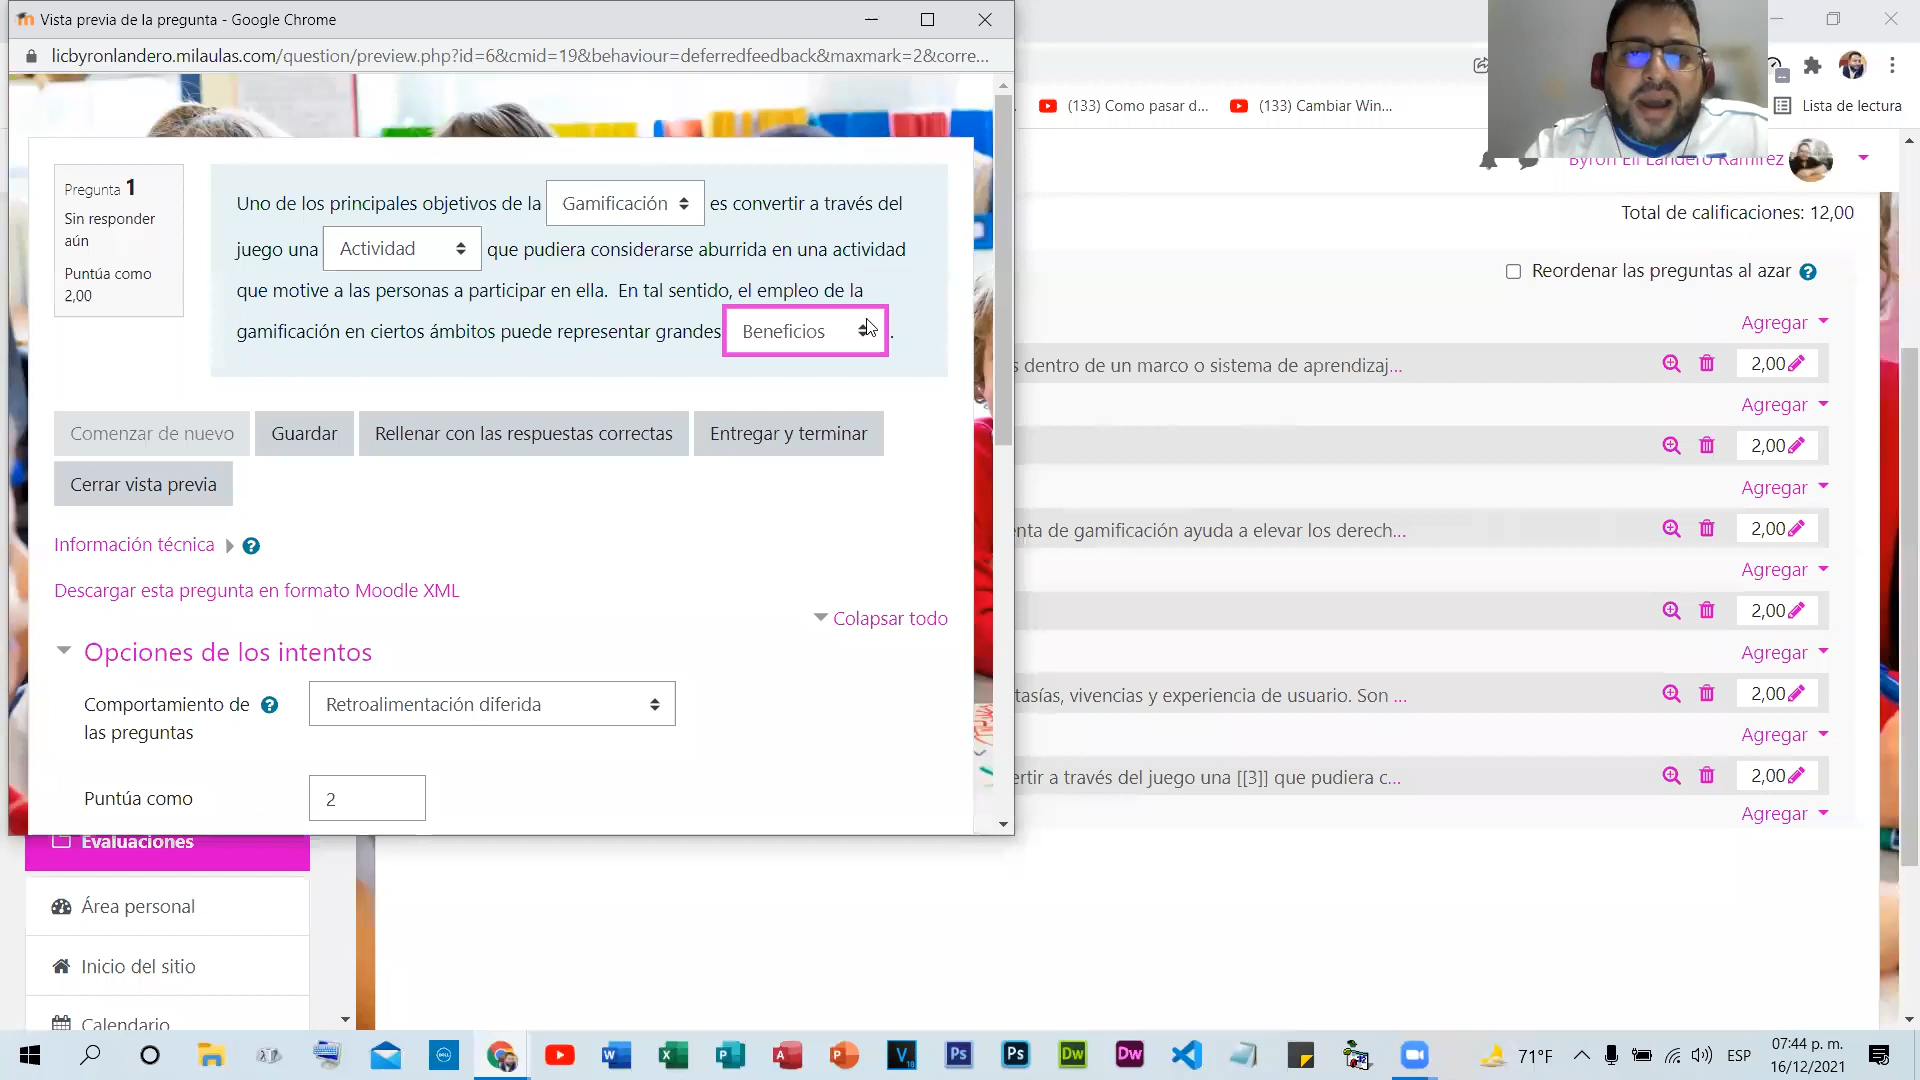 Vista previa de la pregunta - Google Chrome
licbyronlandero.milaulas.com/question/preview.php?id=6&cmid=19&behaviour=deferredfeedback&maxmark=2&corre...
(133) Como pasar d...
(133) Cambiar Win...
Lista de lectura
Byron Eli Landero Ramirez
Total de calificaciones: 12,00
Reordenar las preguntas al azar
Pregunta 1
Sin responder
aún
Puntúa como
2,00
Uno de los principales objetivos de la Gamificación es convertir a través del
juego una Actividad que pudiera considerarse aburrida en una actividad
que motive a las personas a participar en ella. En tal sentido, el empleo de la
gamificación en ciertos ámbitos puede representar grandes Beneficios .
Comenzar de nuevo
Guardar
Rellenar con las respuestas correctas
Entregar y terminar
Cerrar vista previa
Información técnica
Descargar esta pregunta en formato Moodle XML
Colapsar todo
Opciones de los intentos
Comportamiento de
las preguntas
Retroalimentación diferida
Puntúa como
2
Agregar
s dentro de un marco o sistema de aprendizaj... 2,00
Agregar
2,00
Agregar
nta de gamificación ayuda a elevar los derech... 2,00
Agregar
2,00
Agregar
tasías, vivencias y experiencia de usuario. Son ... 2,00
Agregar
ertir a través del juego una [[3]] que pudiera c... 2,00
Agregar
Evaluaciones
Área personal
Inicio del sitio
Calendario
71°F
ESP
07:44 p. m.
16/12/2021